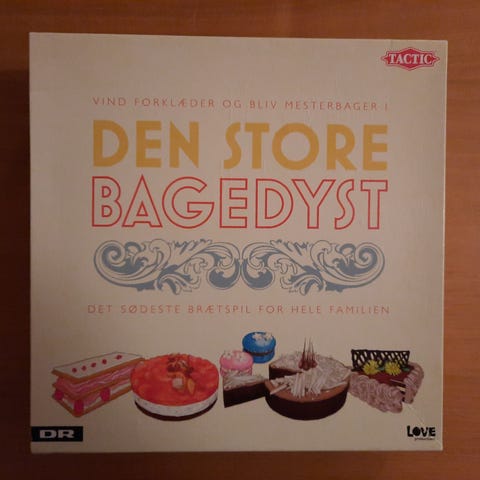 TACTIC
VIND FORKLÆDER OG BLIV MESTERBAGER I
DEN STORE
BAGEDYST
DET SØDESTE BRÆTSPIL FOR HELE FAMILIEN
DR
LOVE